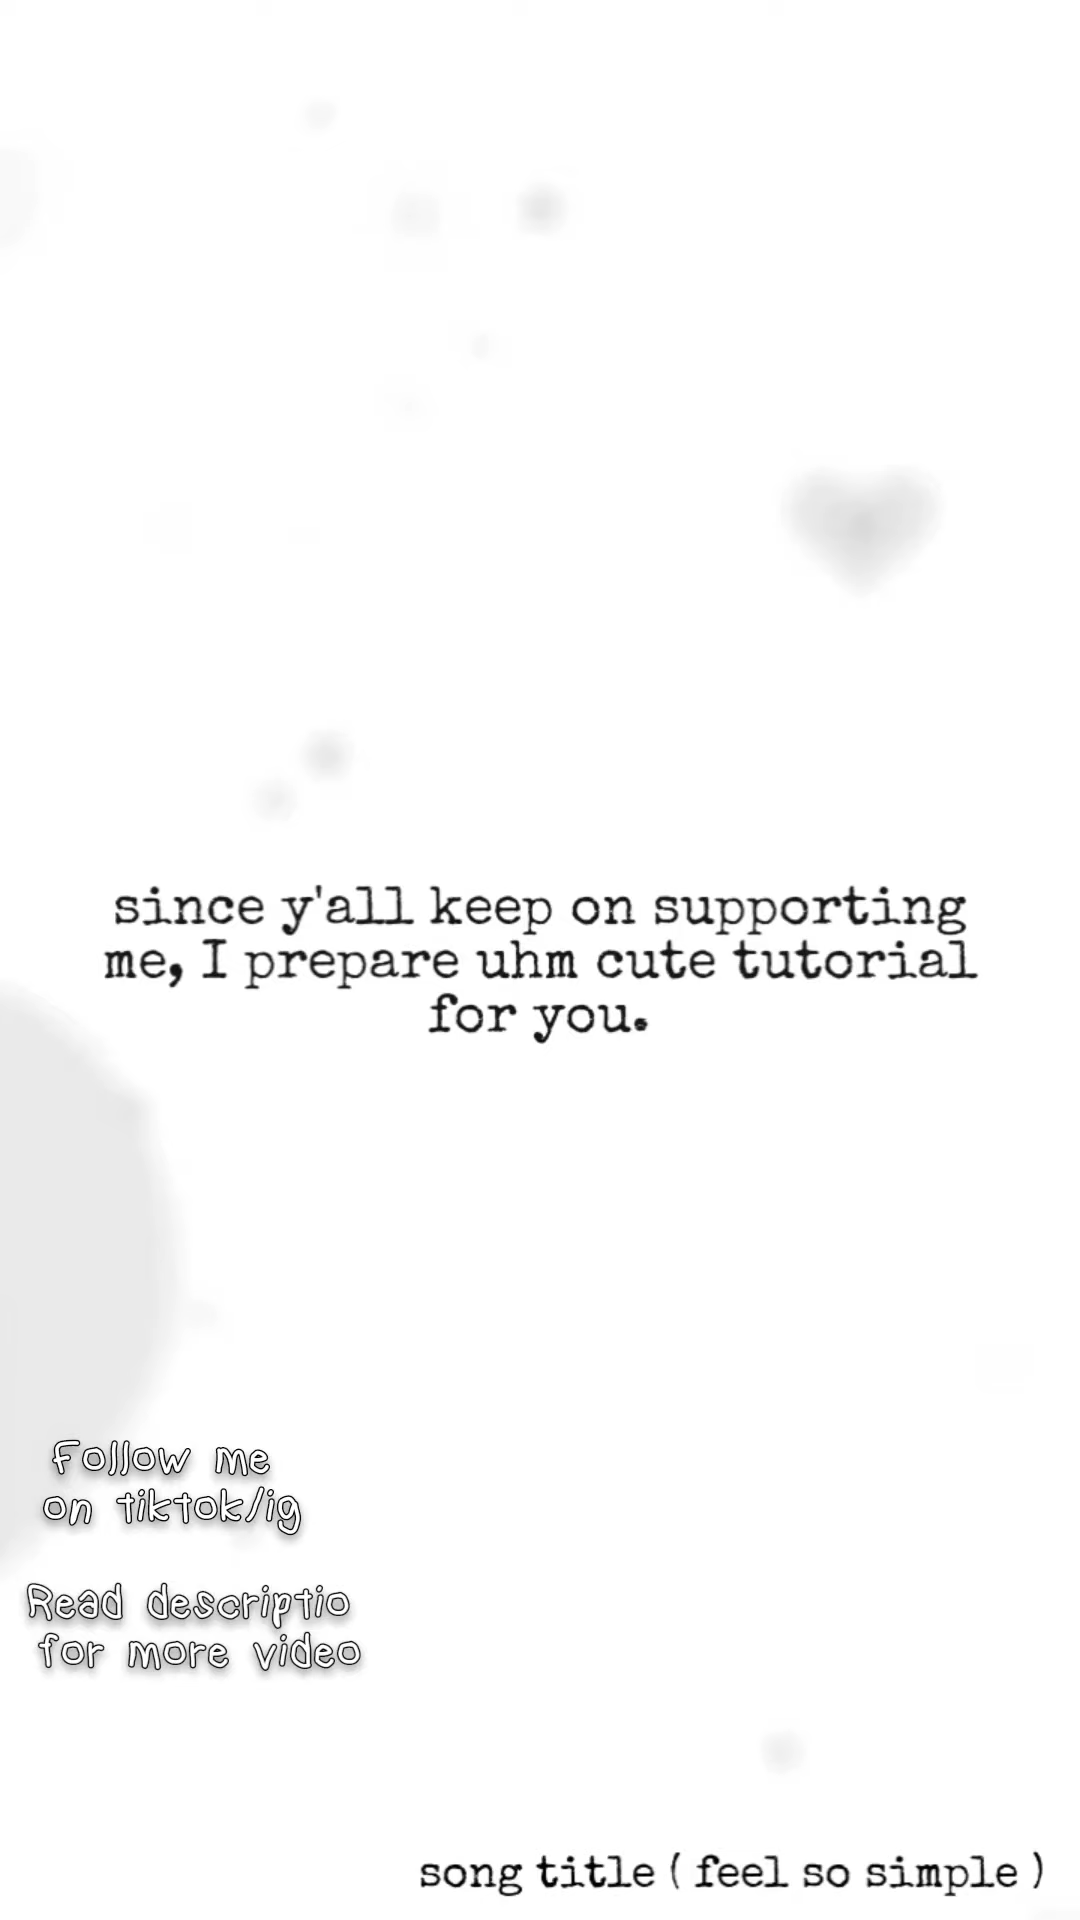 since y'all keep on supporting
me, I prepare uhm cute tutorial
for you.
Follow me
on tiktok/ig
Read descriptio
for more video
song title ( feel so simple )